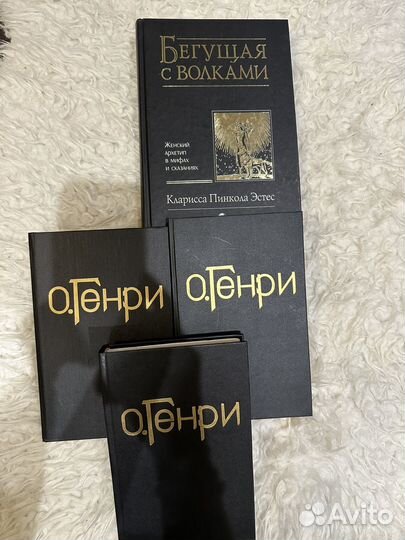 Бегущая
с волками
Женский
архетип
в мифах
и сказаниях
Кларисса Пинкола Эстес
О.Генри
О.Генри
О.Генри
Avito